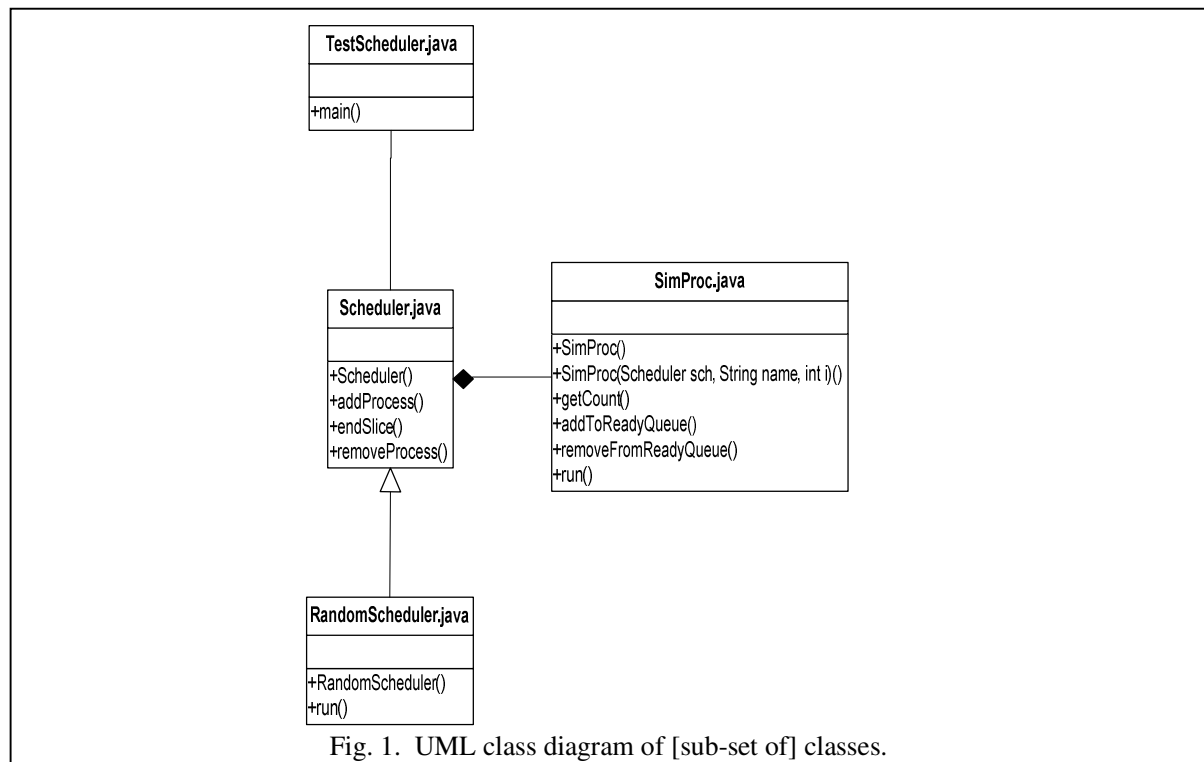 TestScheduler.java
+main()
Scheduler.java
+Scheduler()
+addProcess()
+endSlice()
+removeProcess()
SimProc.java
+SimProc()
+SimProc(Scheduler sch, String name, int i)()
+getCount()
+addToReadyQueue()
+removeFromReadyQueue()
+run()
RandomScheduler.java
+RandomScheduler()
+run()
Fig. 1. UML class diagram of [sub-set of] classes.